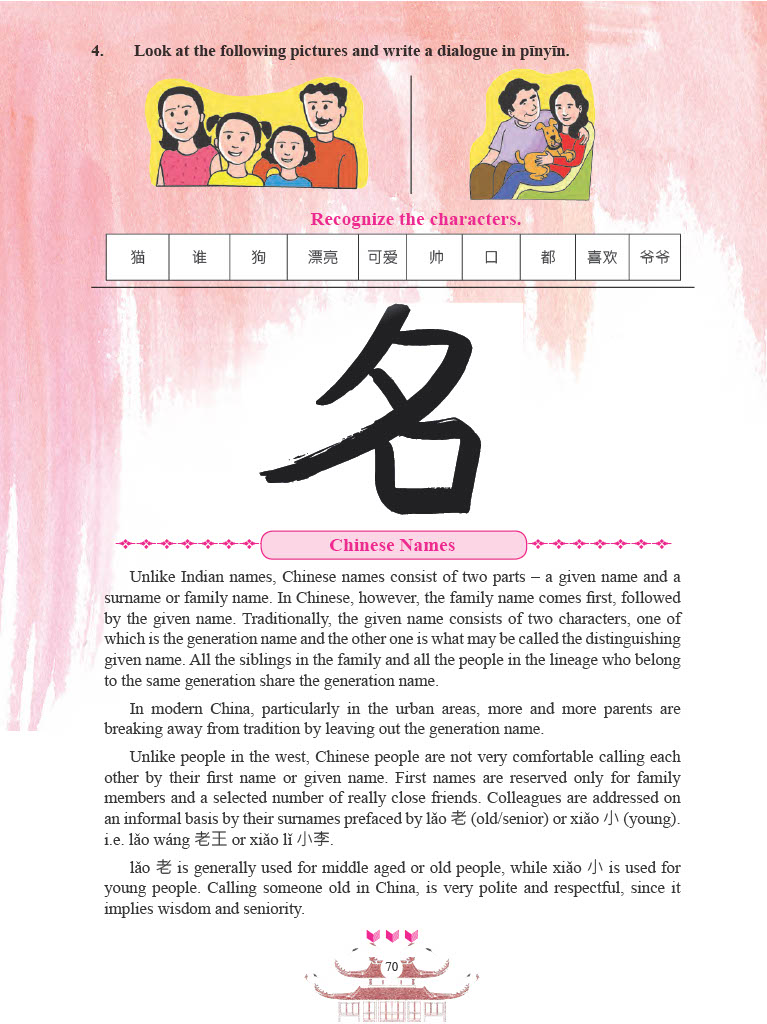 4. Look at the following pictures and write a dialogue in pīnyīn.
Recognize the characters.
猫 谁 狗 漂亮 可爱 帅 口 都 喜欢 爷爷
名
Chinese Names
Unlike Indian names, Chinese names consist of two parts – a given name and a
surname or family name. In Chinese, however, the family name comes first, followed
by the given name. Traditionally, the given name consists of two characters, one of
which is the generation name and the other one is what may be called the distinguishing
given name. All the siblings in the family and all the people in the lineage who belong
to the same generation share the generation name.
In modern China, particularly in the urban areas, more and more parents are
breaking away from tradition by leaving out the generation name.
Unlike people in the west, Chinese people are not very comfortable calling each
other by their first name or given name. First names are reserved only for family
members and a selected number of really close friends. Colleagues are addressed on
an informal basis by their surnames prefaced by lǎo 老 (old/senior) or xiǎo 小 (young).
i.e. lǎo wáng 老王 or xiǎo lǐ 小李.
lǎo 老 is generally used for middle aged or old people, while xiǎo 小 is used for
young people. Calling someone old in China, is very polite and respectful, since it
implies wisdom and seniority.
70